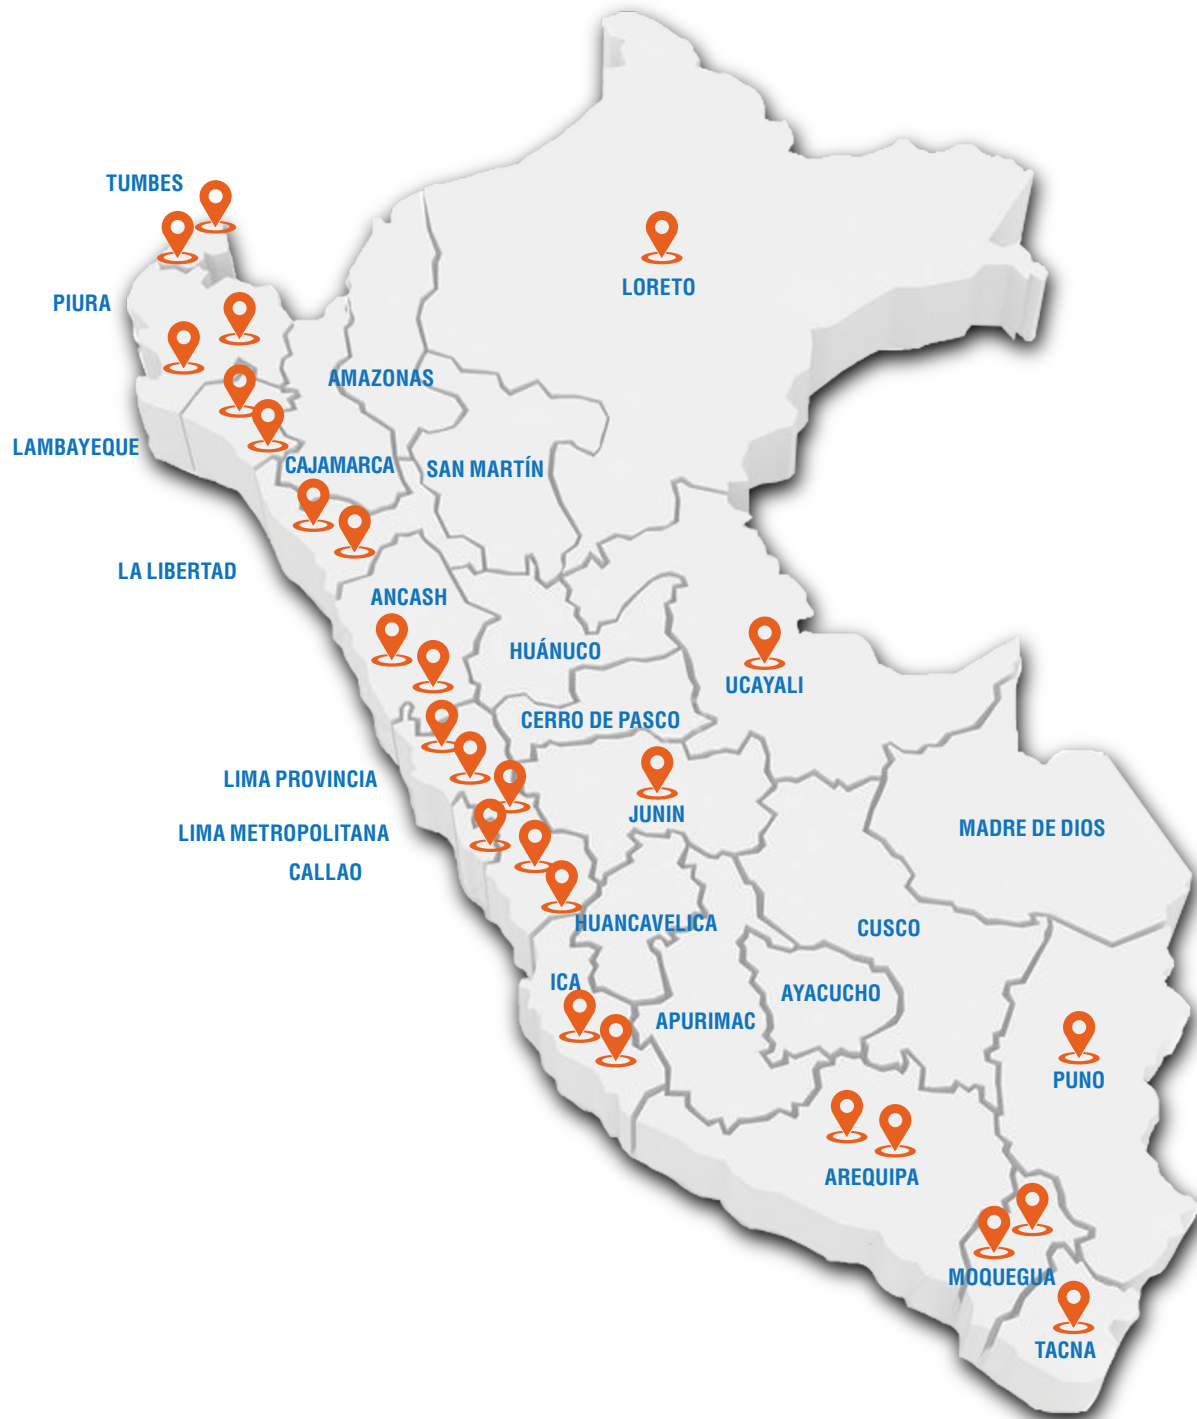 TUMBES
LORETO
PIURA
AMAZONAS
LAMBAYEQUE
CAJAMARCA
SAN MARTÍN
LA LIBERTAD
ANCASH
HUÁNUCO
UCAYALI
CERRO DE PASCO
LIMA PROVINCIA
JUNIN
LIMA METROPOLITANA
MADRE DE DIOS
CALLAO
HUANCAVELICA
CUSCO
ICA
AYACUCHO
APURIMAC
PUNO
AREQUIPA
MOQUEGUA
TACNA